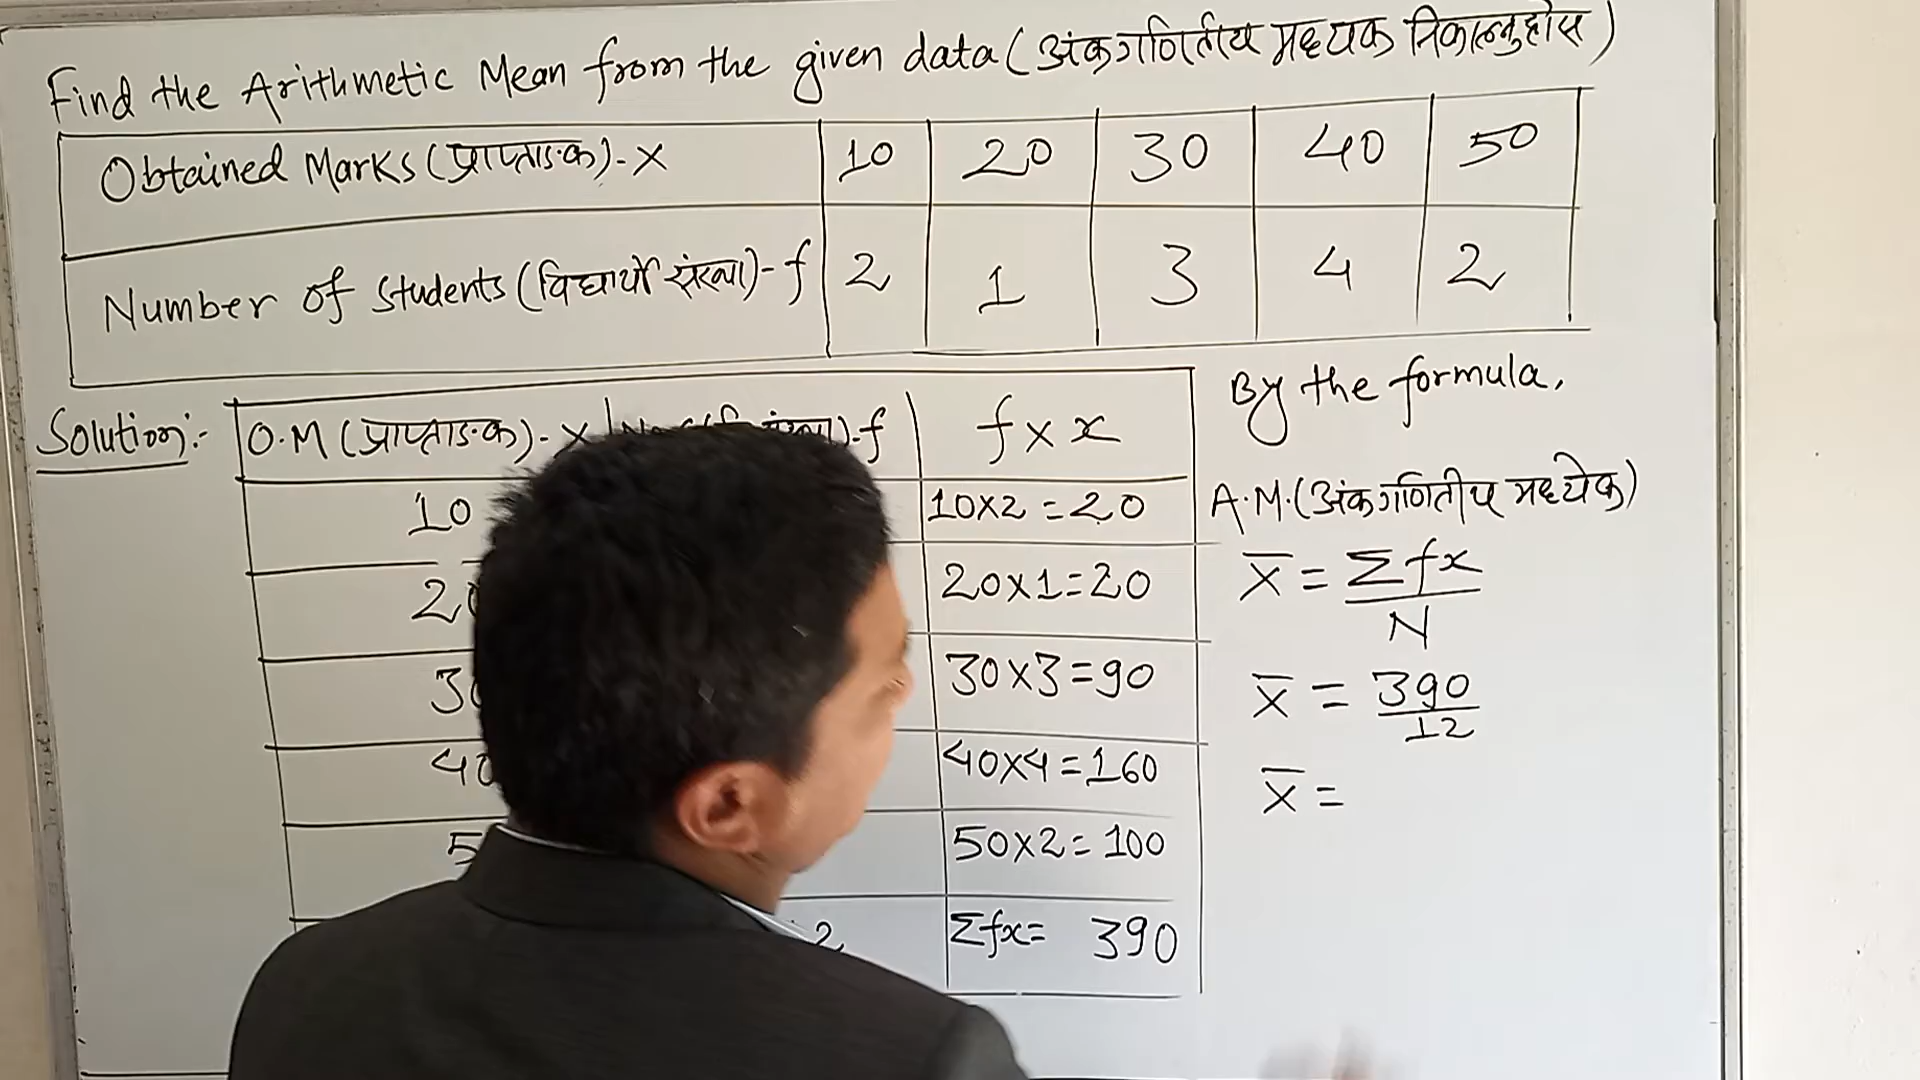 Find the Arithmetic Mean from the given data (अंकगणितीय मध्यक निकाल्नुहोस)
Obtained Marks (प्राप्ताङ्क) - X 10 20 30 40 50
Number of Students (विद्यार्थी संख्या) - f 2 1 3 4 2
Solution:-
O.M (प्राप्ताङ्क) - X f f x x
10 10x2 = 20
20x1=20
30x3=90
40x4=160
50x2=100
2 Σfx= 390
By the formula,
A.M.(अंकगणितीय मध्येक)
X̄ = Σfx
N
X̄ = 390
12
X̄ =